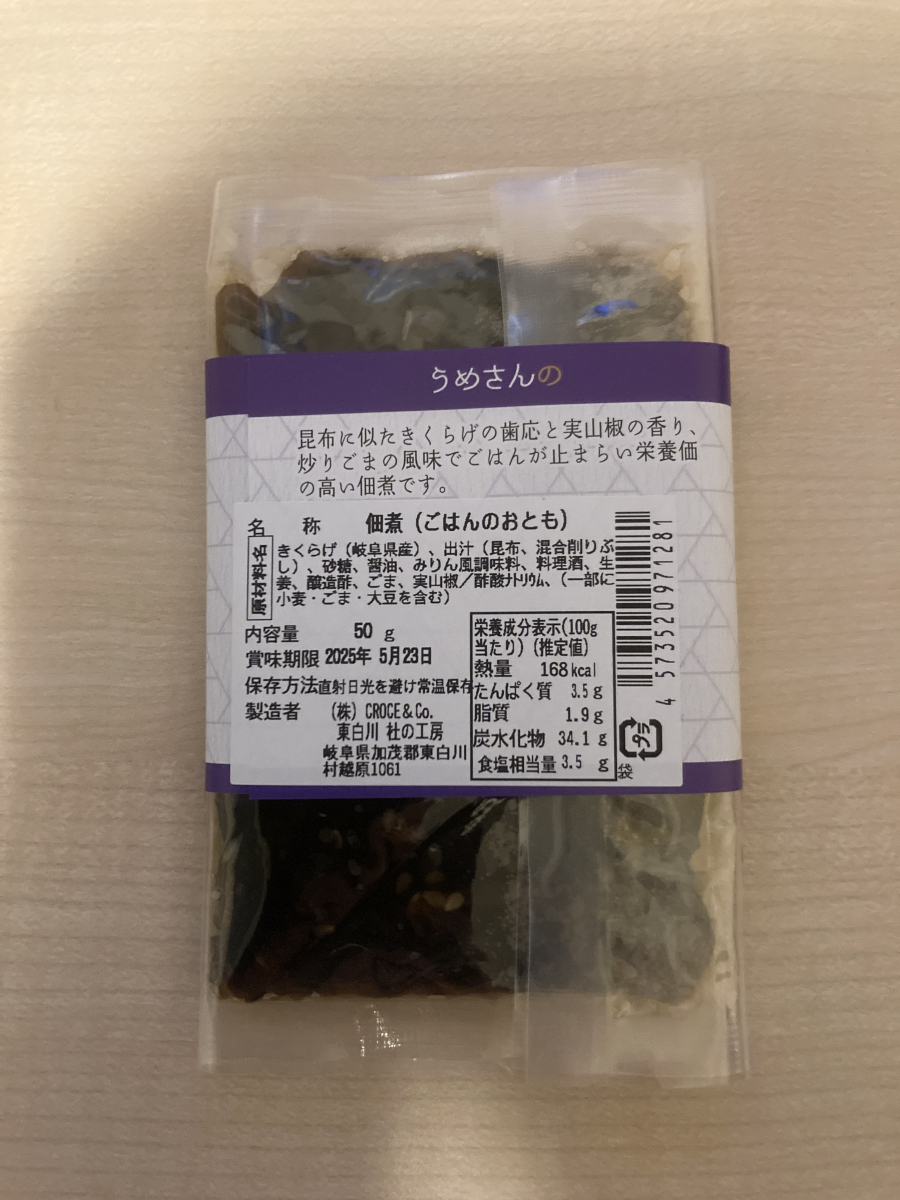 うめさんの
昆布に似たきくらげの歯応と実山椒の香り、
炒りごまの風味でごはんが止まらい栄養価
の高い佃煮です。
名 称 佃煮（ごはんのおとも）
原材料名
きくらげ（岐阜県産）、出汁（昆布、混合削りぶ
し）、砂糖、醤油、みりん風調味料、料理酒、生
姜、醸造酢、ごま、実山椒／酢酸ﾅﾄﾘｳﾑ、（一部に
小麦・ごま・大豆を含む）
内容量 50 g
賞味期限 2025年 5月23日
保存方法直射日光を避け常温保存
製造者 （株）CROCE＆Co.
東白川 杜の工房
岐阜県加茂郡東白川
村越原1061
栄養成分表示(100g
当たり)(推定値)
熱量 168kcal
たんぱく質 3.5g
脂質 1.9g
炭水化物 34.1 g
食塩相当量3.5 g
4573520971281
プラ
袋